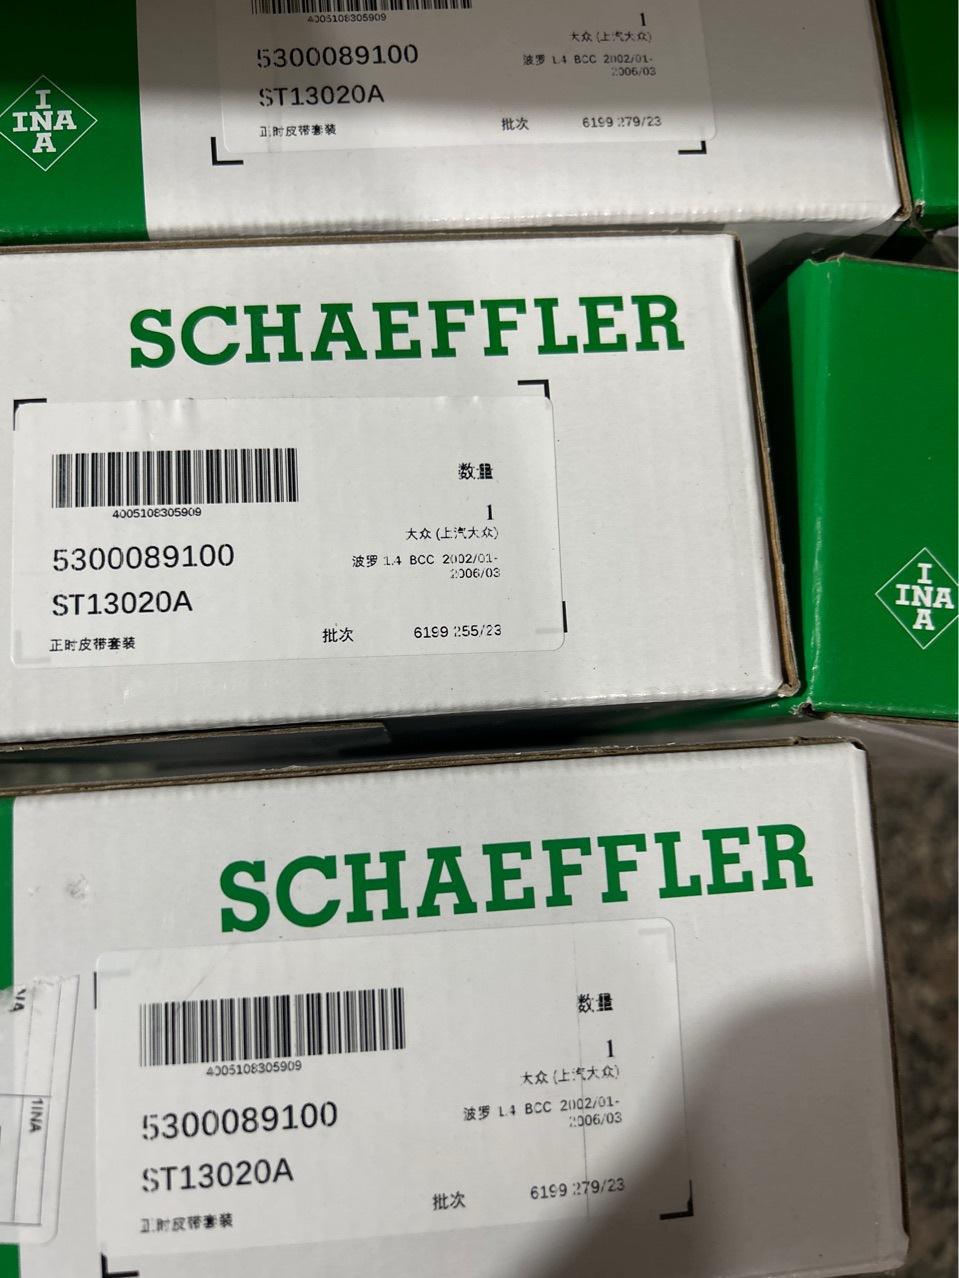 4005108305909
1
5300089100
大众 (上汽大众)
波罗 1.4 BCC 2002/01-
2006/03
ST13020A
正时皮带套装
批次
6199 279/23
I
INA
A
SCHAEFFLER
数量
4005108305909
1
大众 (上汽大众)
5300089100
波罗 1.4 BCC 2002/01-
2006/03
ST13020A
正时皮带套装
批次
6199 255/23
I
INA
A
SCHAEFFLER
数量
4005108305909
1
大众 (上汽大众)
5300089100
波罗 1.4 BCC 2002/01-
2006/03
ST13020A
正时皮带套装
批次
6199 279/23
1INA